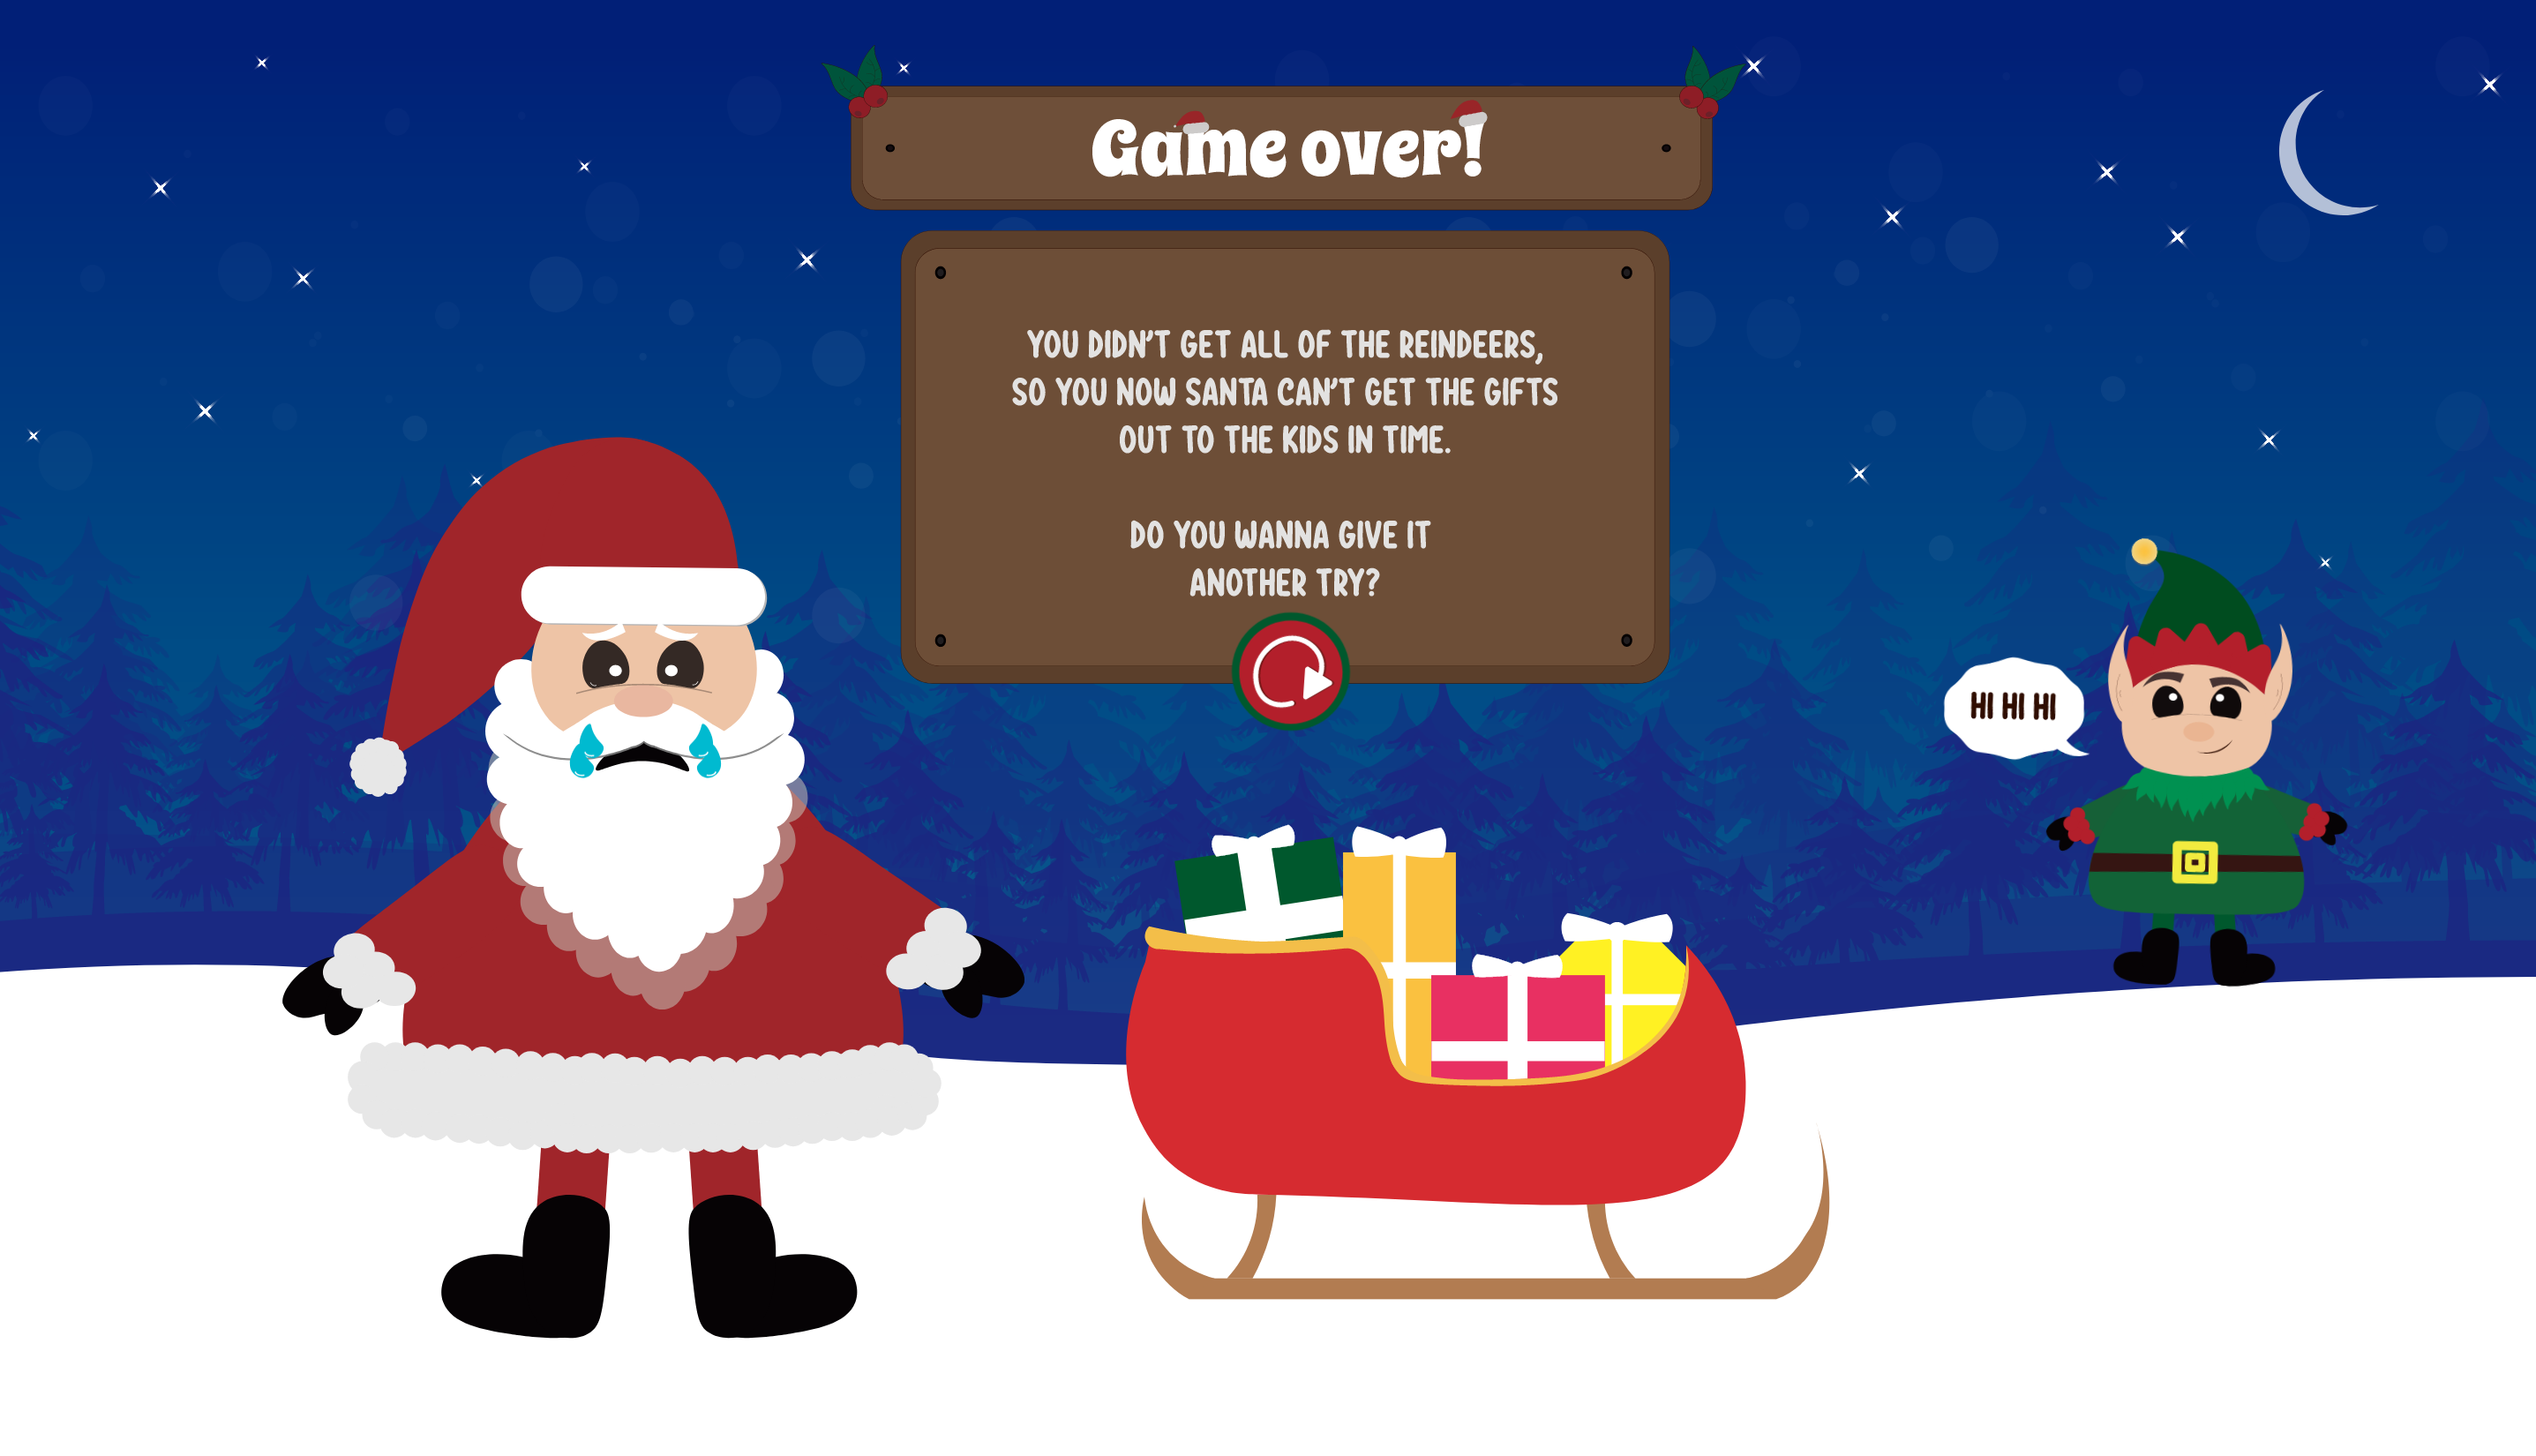 Game over!
YOU DIDN'T GET ALL OF THE REINDEERS,
SO YOU NOW SANTA CAN'T GET THE GIFTS
OUT TO THE KIDS IN TIME.
DO YOU WANNA GIVE IT
ANOTHER TRY?
HI HI HI